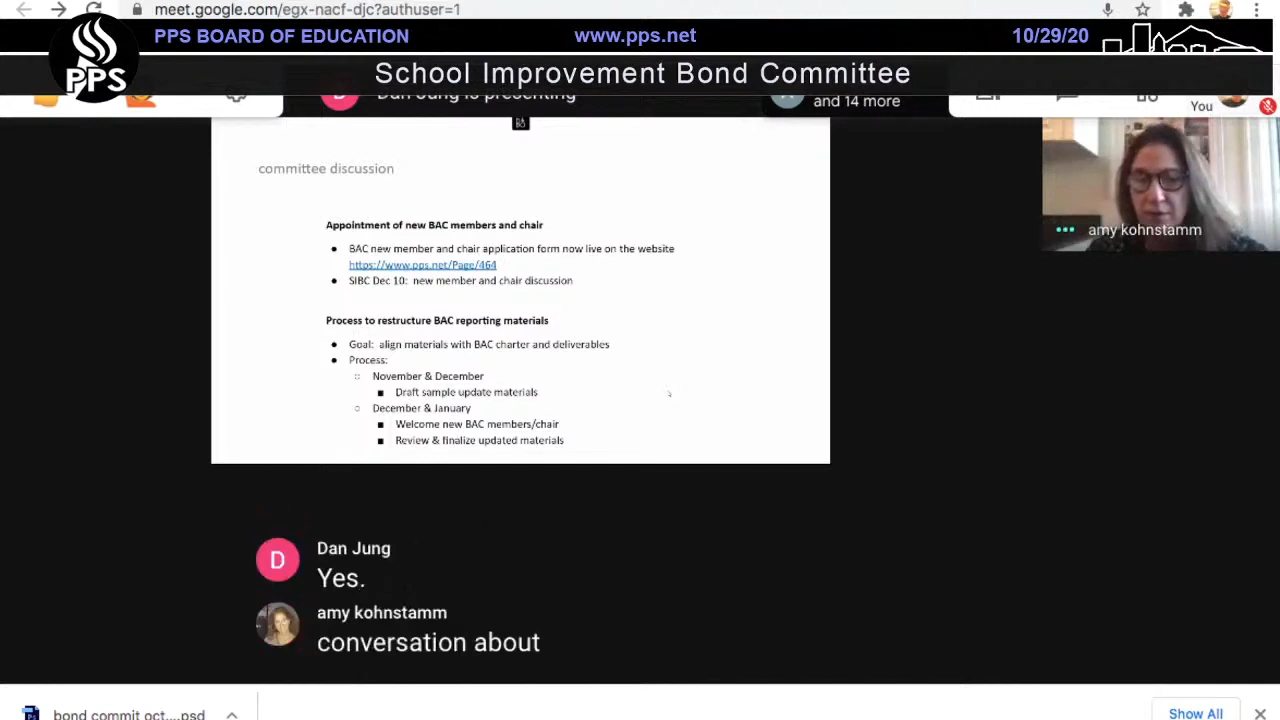 meet.google.com/egx-nacf-djc?authuser=1
PPS BOARD OF EDUCATION
www.pps.net
10/29/20
PPS
School Improvement Bond Committee
Dan Jung is presenting
and 14 more
You
committee discussion
Appointment of new BAC members and chair
● BAC new member and chair application form now live on the website
https://www.pps.net/Page/464
● SIBC Dec 10: new member and chair discussion
Process to restructure BAC reporting materials
● Goal: align materials with BAC charter and deliverables
● Process:
○ November & December
■ Draft sample update materials
○ December & January
■ Welcome new BAC members/chair
■ Review & finalize updated materials
amy kohnstamm
D
Dan Jung
Yes.
amy kohnstamm
conversation about
bond commit oct....psd
Show All